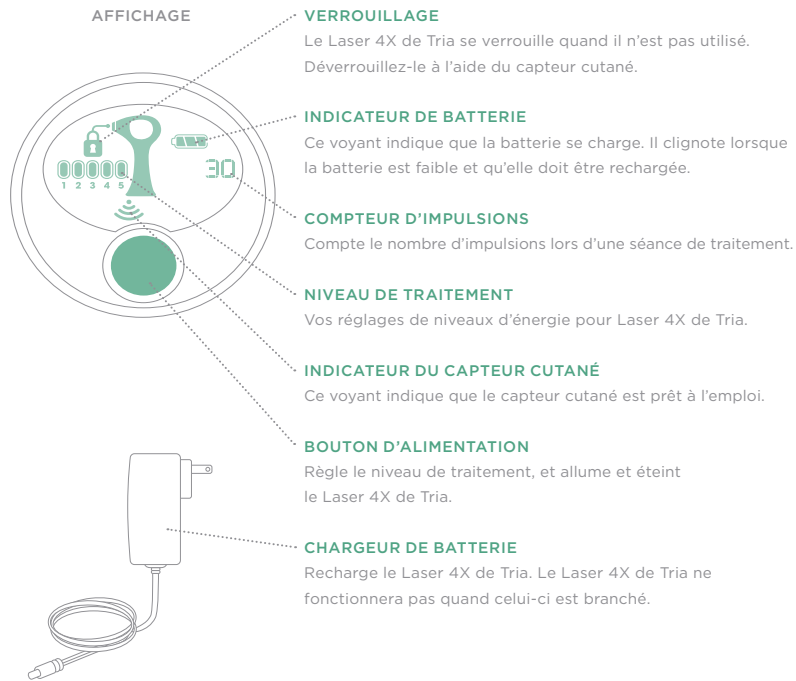 AFFICHAGE
VERROUILLAGE
Le Laser 4X de Tria se verrouille quand il n'est pas utilisé.
Déverrouillez-le à l'aide du capteur cutané.
INDICATEUR DE BATTERIE
Ce voyant indique que la batterie se charge. Il clignote lorsque
la batterie est faible et qu'elle doit être rechargée.
30
1 2 3 4 5
COMPTEUR D'IMPULSIONS
Compte le nombre d'impulsions lors d'une séance de traitement.
NIVEAU DE TRAITEMENT
Vos réglages de niveaux d'énergie pour Laser 4X de Tria.
INDICATEUR DU CAPTEUR CUTANÉ
Ce voyant indique que le capteur cutané est prêt à l'emploi.
BOUTON D'ALIMENTATION
Règle le niveau de traitement, et allume et éteint
le Laser 4X de Tria.
CHARGEUR DE BATTERIE
Recharge le Laser 4X de Tria. Le Laser 4X de Tria ne
fonctionnera pas quand celui-ci est branché.